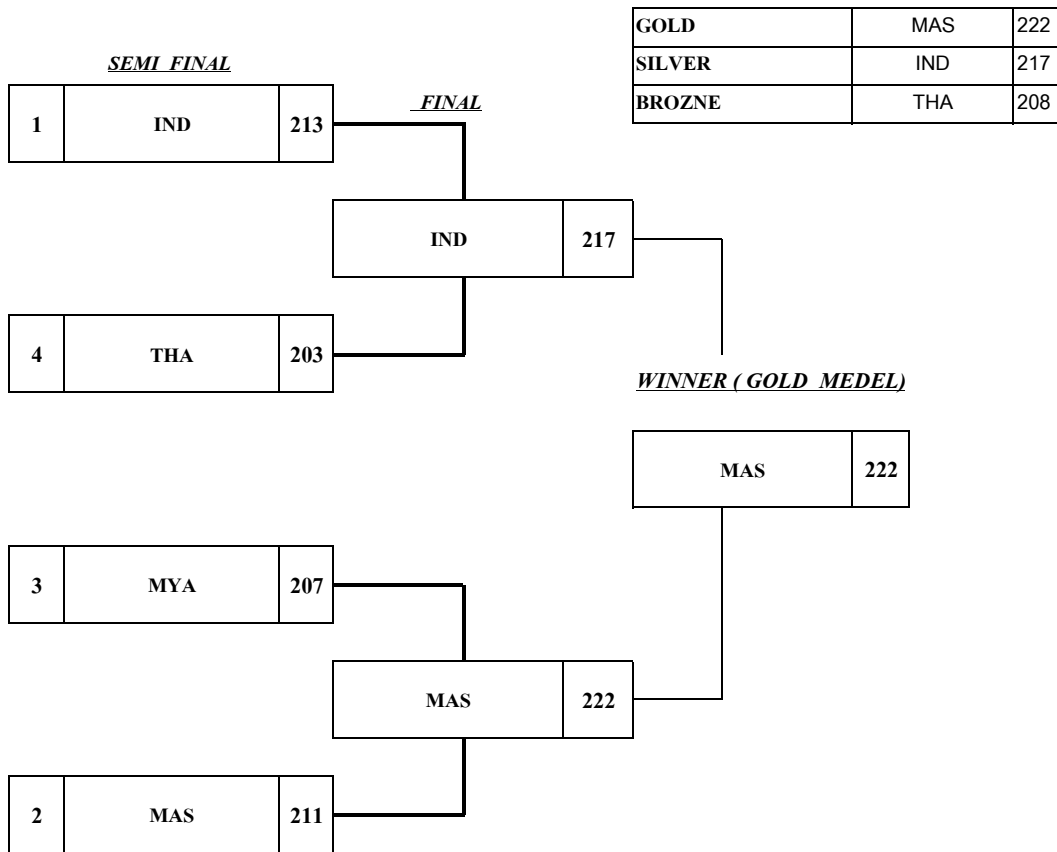 GOLD MAS 222
SILVER IND 217
BROZNE THA 208
SEMI FINAL
FINAL
1 IND 213
IND 217
4 THA 203
WINNER ( GOLD MEDEL)
MAS 222
3 MYA 207
MAS 222
2 MAS 211